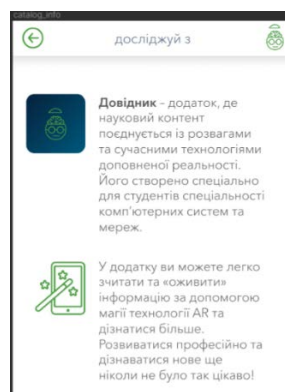 catalog_info
досліджуй з
Довідник - додаток, де
науковий контент
поєднується із розвагами
та сучасними технологіями
доповненої реальності.
Його створено спеціально
для студентів спеціальності
комп'ютерних систем та
мереж.
У додатку ви можете легко
зчитати та «оживити»
інформацію за допомогою
магії технології AR та
дізнатися більше.
Розвиватися професійно та
дізнаватися нове ще
ніколи не було так цікаво!